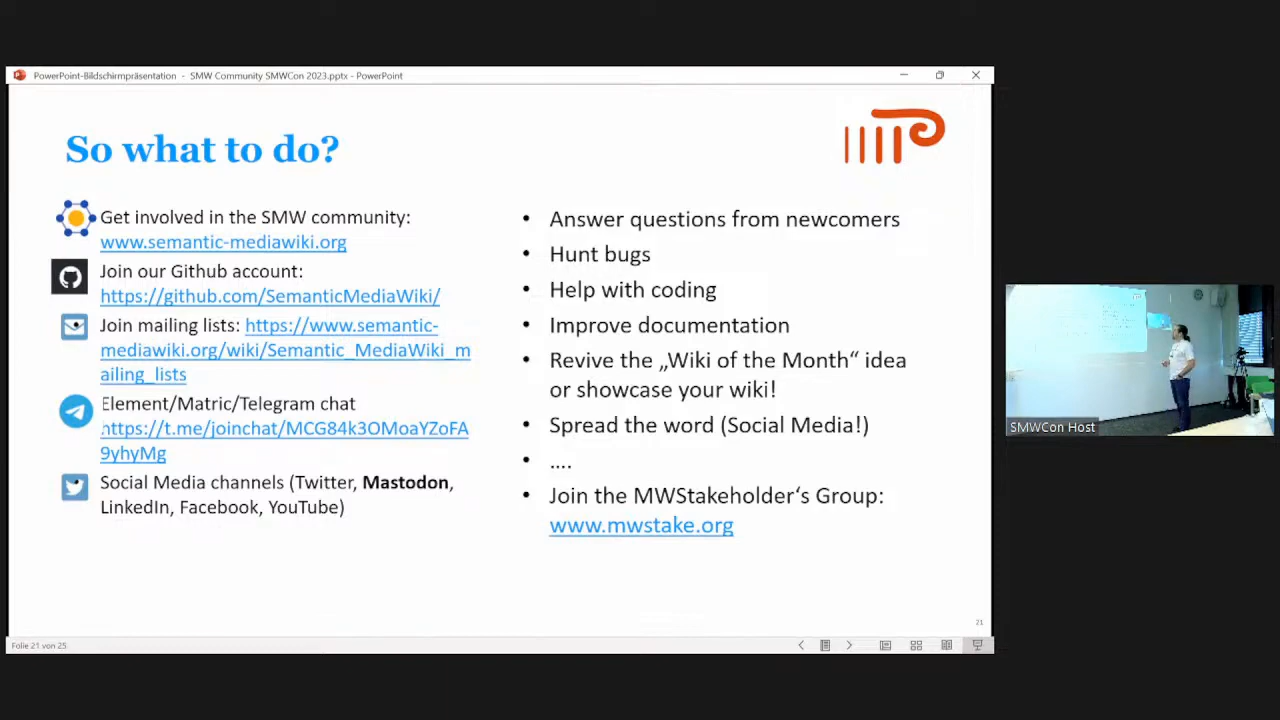 PowerPoint-Bildschirmpräsentation - SMW Community SMWCon 2023.pptx - PowerPoint
So what to do?
Get involved in the SMW community:
www.semantic-mediawiki.org
Join our Github account:
https://github.com/SemanticMediaWiki/
Join mailing lists: https://www.semantic-
mediawiki.org/wiki/Semantic_MediaWiki_m
ailing_lists
Element/Matric/Telegram chat
https://t.me/joinchat/MCG84k3OMoaYZoFA
9yhyMg
Social Media channels (Twitter, Mastodon,
LinkedIn, Facebook, YouTube)
• Answer questions from newcomers
• Hunt bugs
• Help with coding
• Improve documentation
• Revive the „Wiki of the Month“ idea
or showcase your wiki!
• Spread the word (Social Media!)
• ....
• Join the MWStakeholder‘s Group:
www.mwstake.org
21
Folie 21 von 25
SMWCon Host